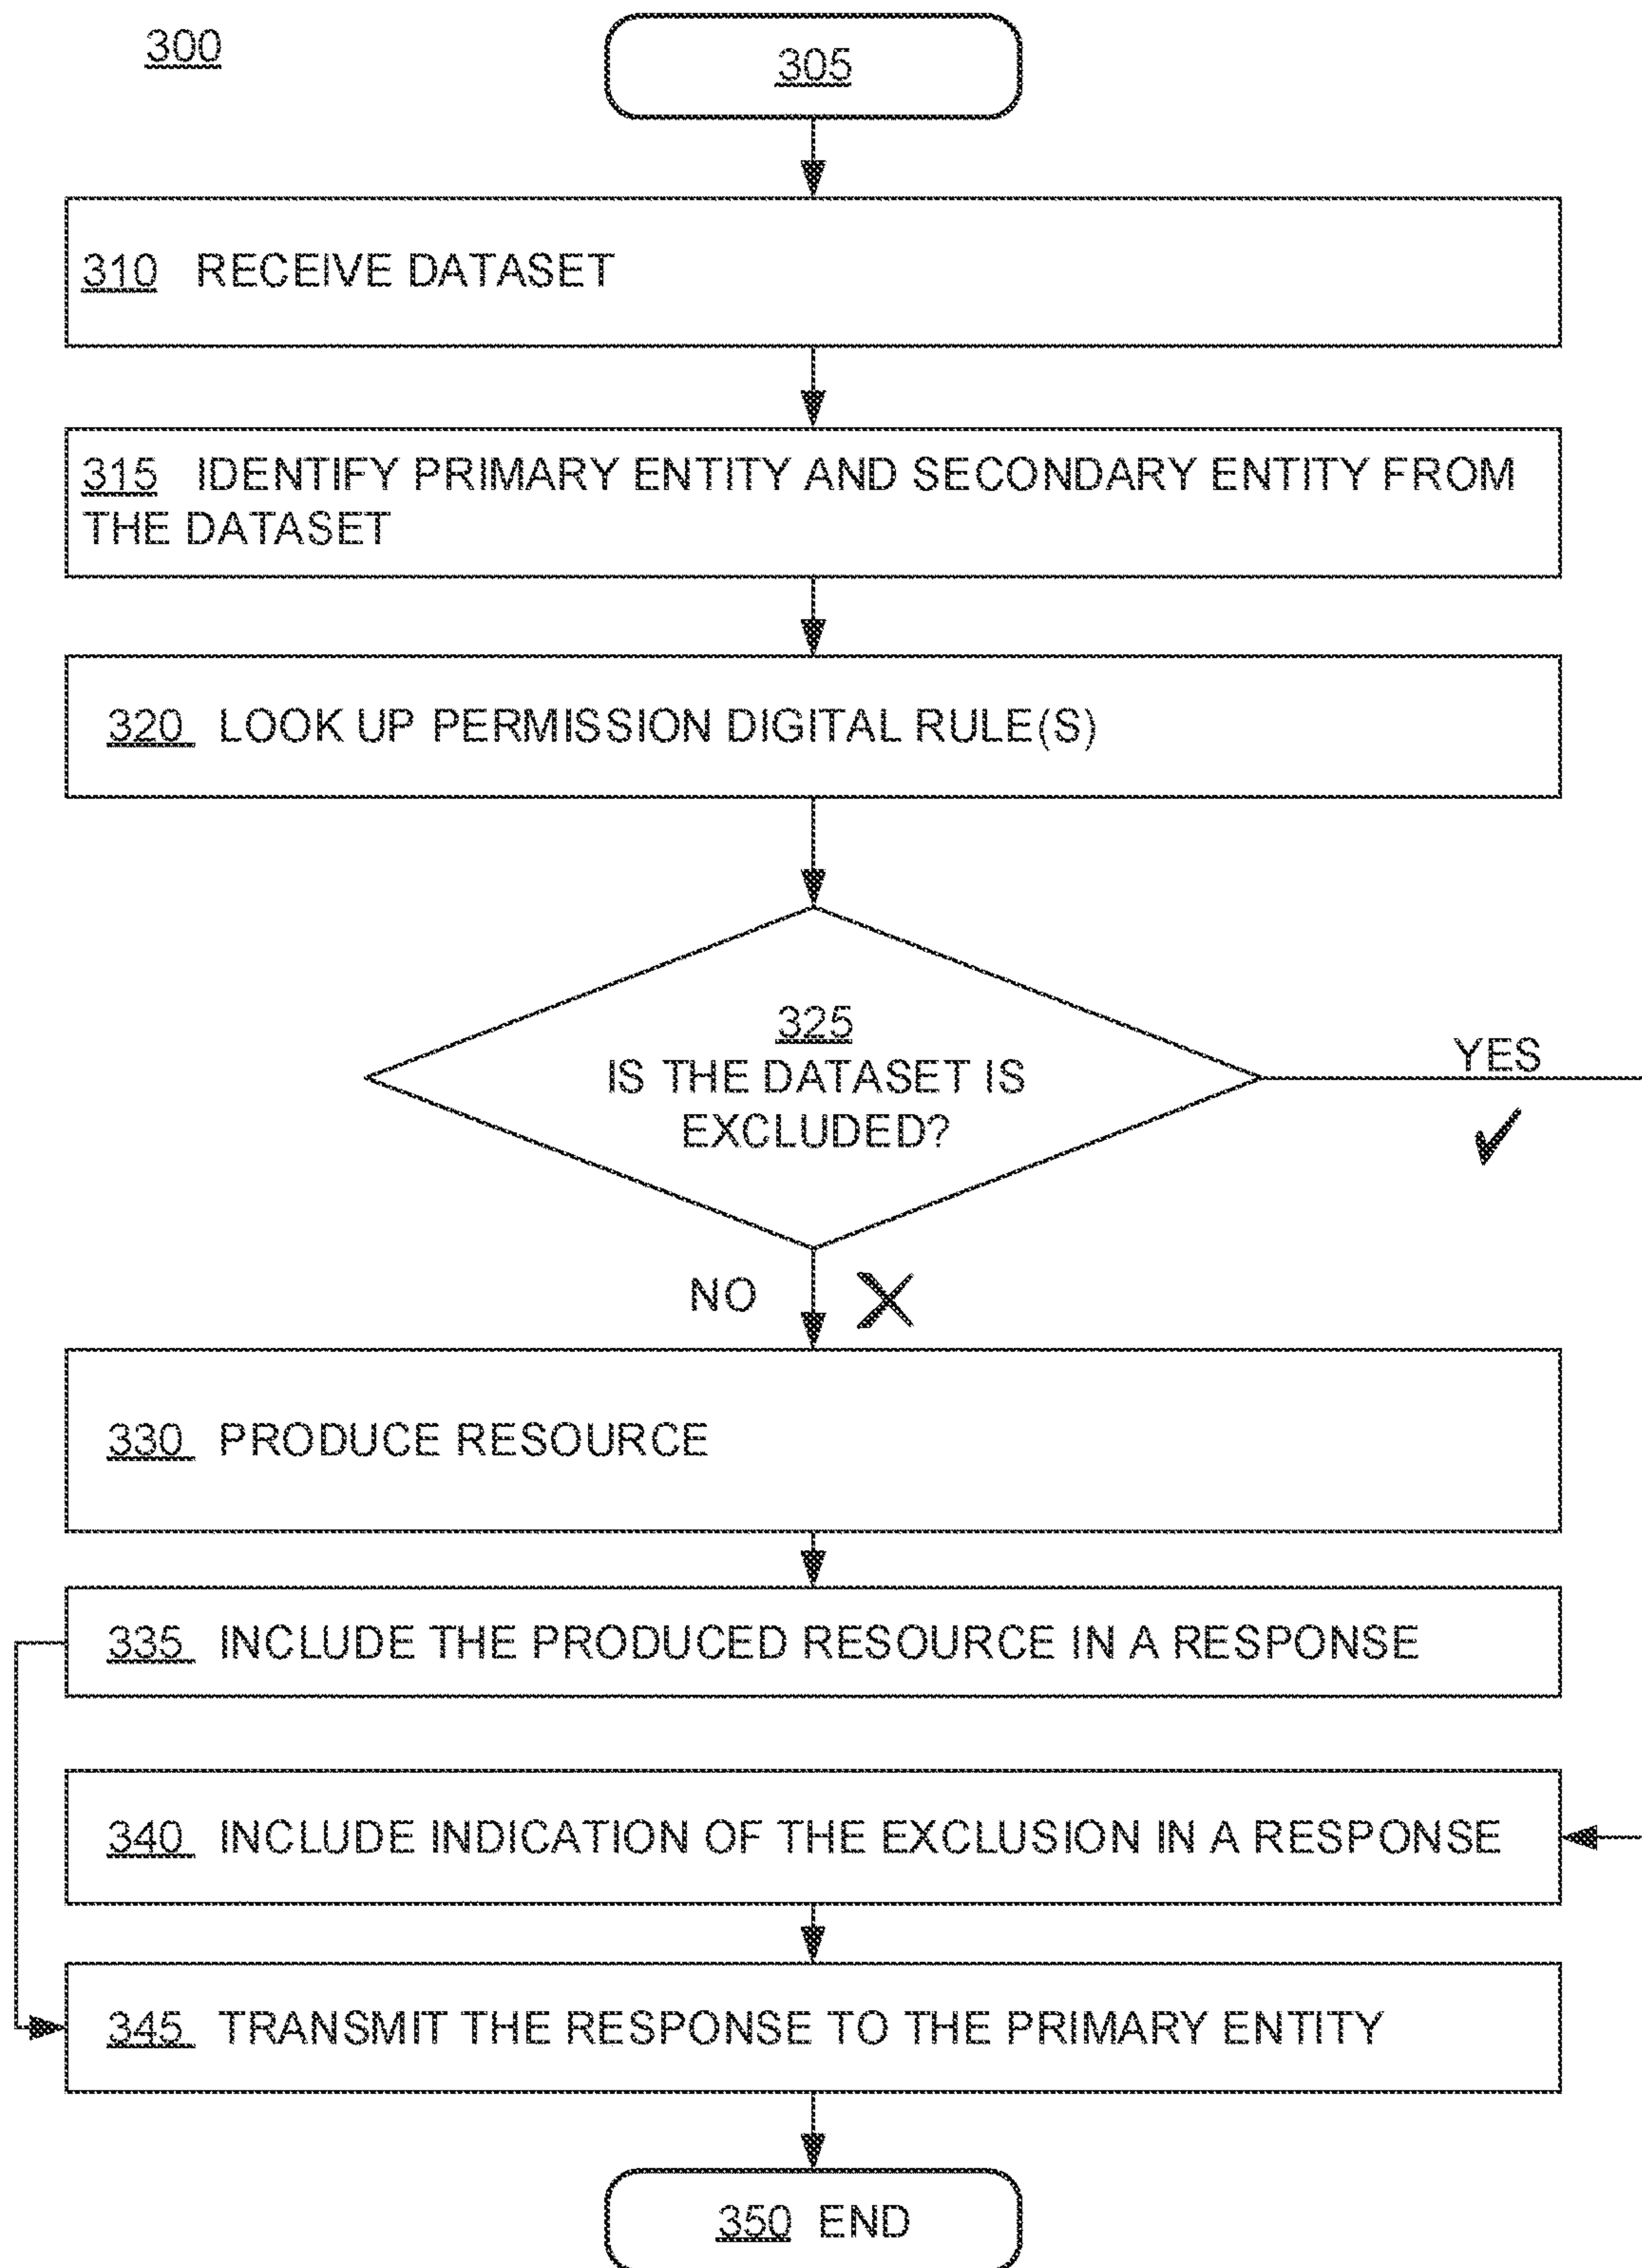 300
305
310 RECEIVE DATASET
315 IDENTIFY PRIMARY ENTITY AND SECONDARY ENTITY FROM
THE DATASET
320 LOOK UP PERMISSION DIGITAL RULE(S)
325
IS THE DATASET IS
EXCLUDED?
YES
NO
330 PRODUCE RESOURCE
335 INCLUDE THE PRODUCED RESOURCE IN A RESPONSE
340 INCLUDE INDICATION OF THE EXCLUSION IN A RESPONSE
345 TRANSMIT THE RESPONSE TO THE PRIMARY ENTITY
350 END